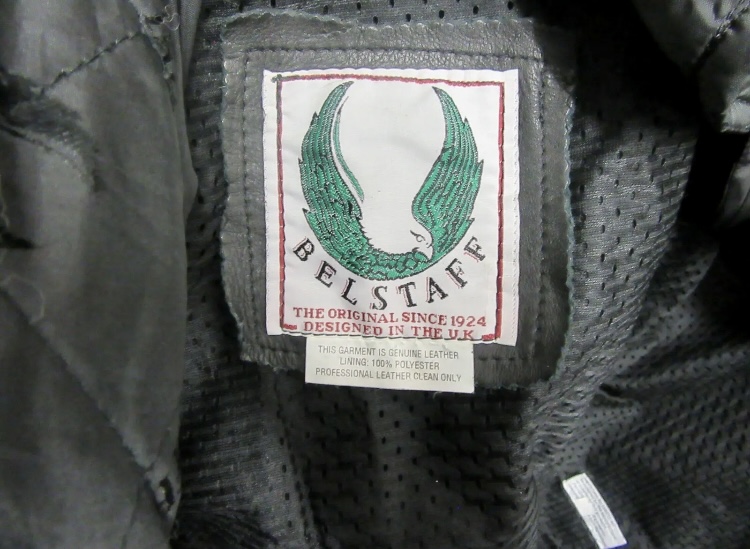 BELSTAFF
THE ORIGINAL SINCE 1924
DESIGNED IN THE U.K
THIS GARMENT IS GENUINE LEATHER
LINING: 100% POLYESTER
PROFESSIONAL LEATHER CLEAN ONLY